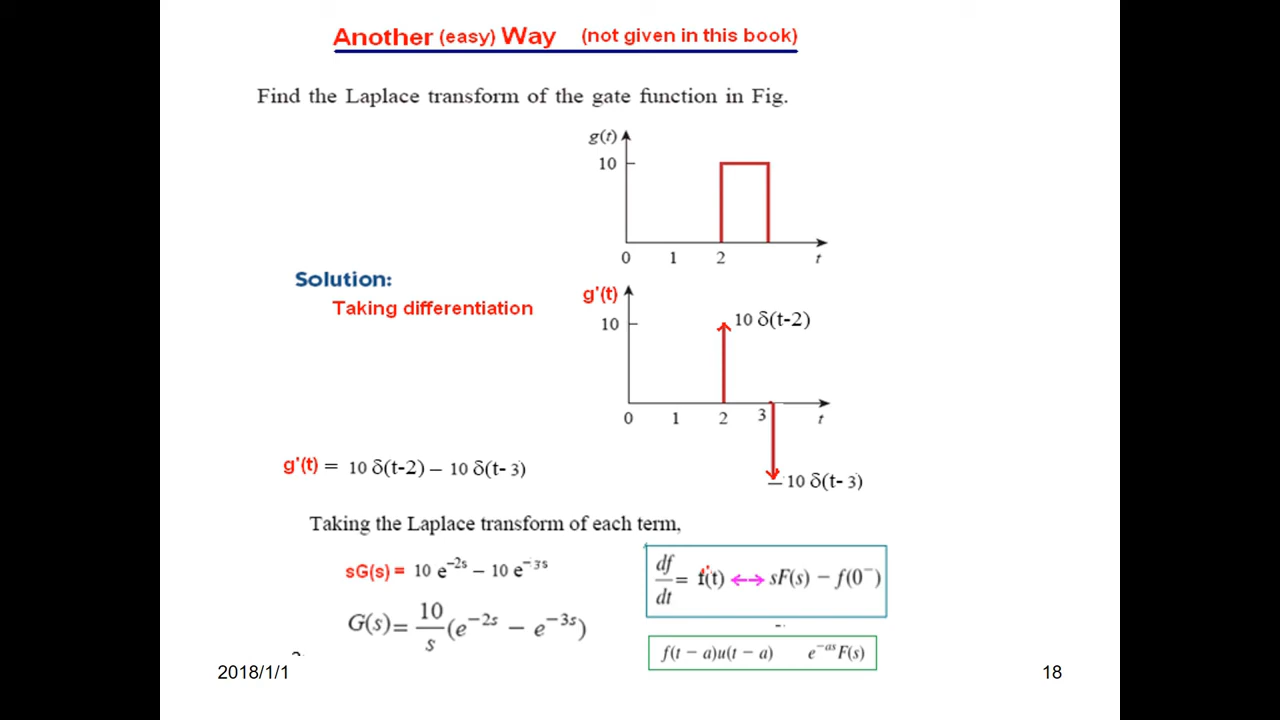 Another (easy) Way (not given in this book)
Find the Laplace transform of the gate function in Fig.
g(t)
10
0 1 2 t
Solution:
Taking differentiation
g'(t)
10
10 δ(t-2)
0 1 2 3 t
g'(t) = 10 δ(t-2) – 10 δ(t- 3)
– 10 δ(t- 3)
Taking the Laplace transform of each term,
sG(s) = 10 e⁻²ˢ – 10 e⁻³ˢ
df/dt = f'(t) ↔ sF(s) − f(0⁻)
G(s) = 10/s (e⁻²ˢ − e⁻³ˢ)
f(t − a)u(t − a) e⁻ᵃˢF(s)
2018/1/1 18